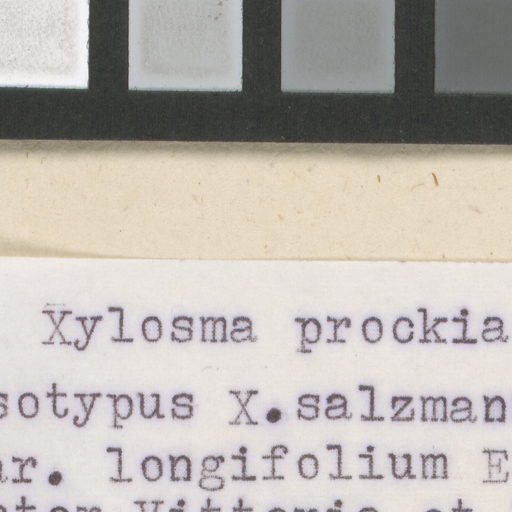 Xylosma prockia
sotypus X.salzman
ar. longifolium E